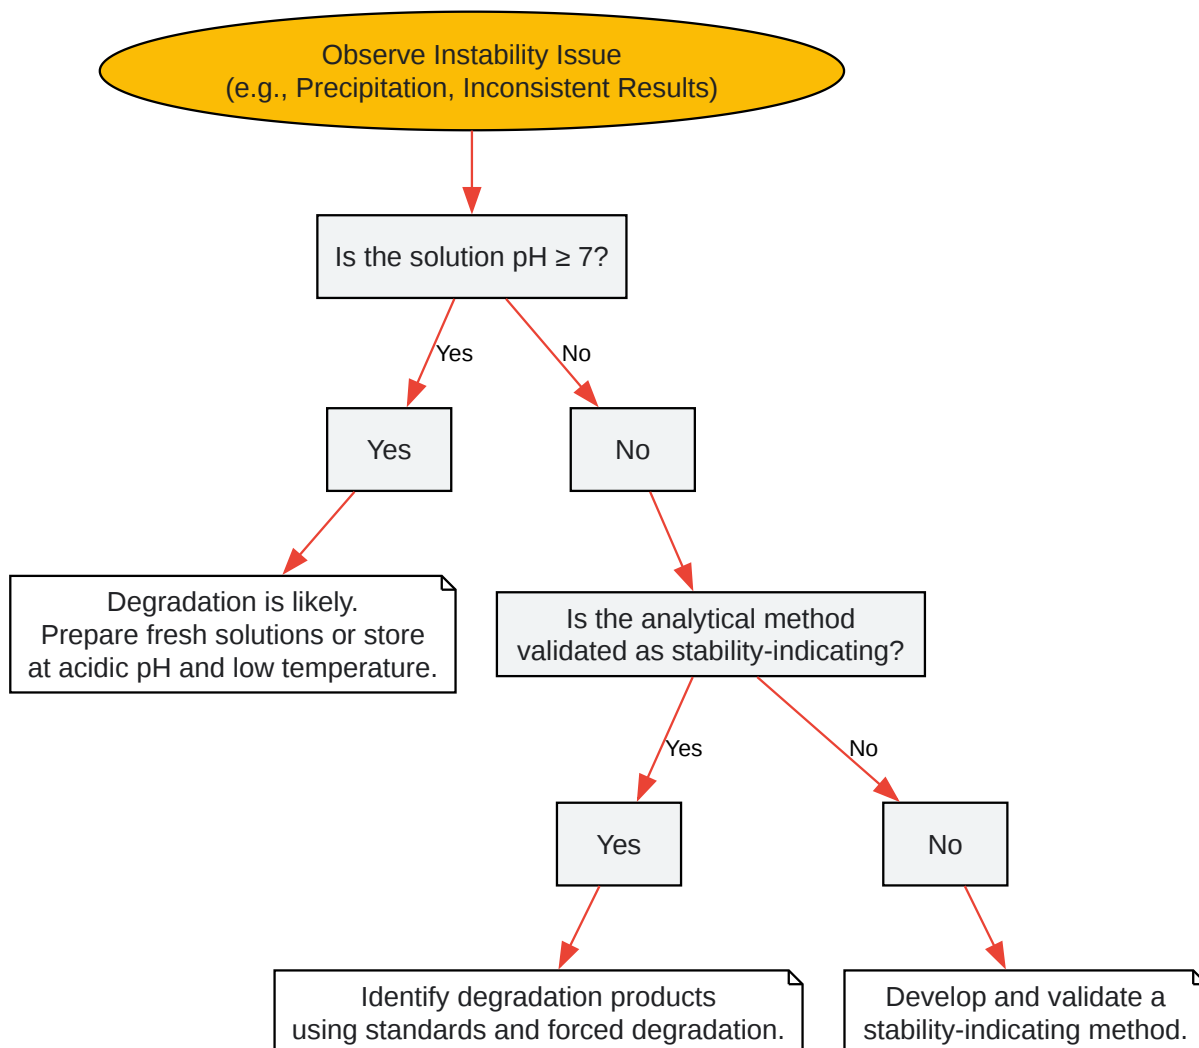 Observe Instability Issue
(e.g., Precipitation, Inconsistent Results)
Is the solution pH ≥ 7?
Yes
No
Yes
No
Degradation is likely.
Prepare fresh solutions or store
at acidic pH and low temperature.
Is the analytical method
validated as stability-indicating?
Yes
No
Yes
No
Identify degradation products
using standards and forced degradation.
Develop and validate a
stability-indicating method.